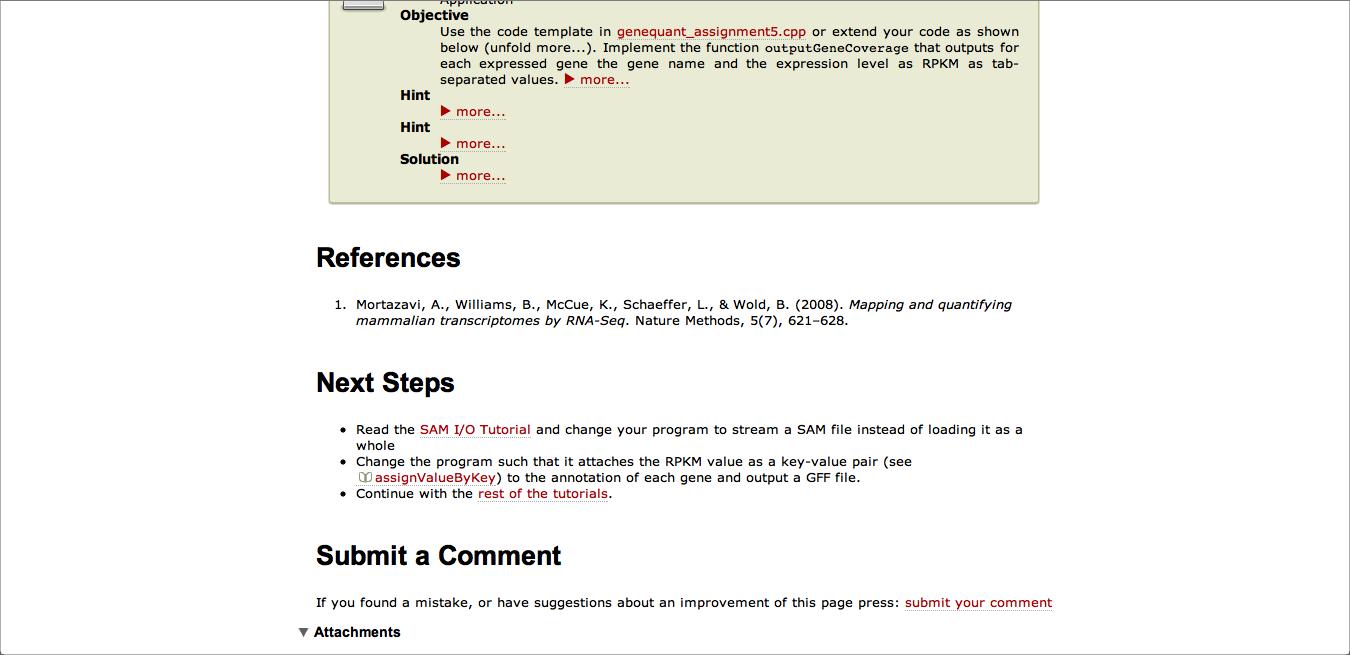 Application
Objective
Use the code template in genequant_assignment5.cpp or extend your code as shown
below (unfold more...). Implement the function outputGeneCoverage that outputs for
each expressed gene the gene name and the expression level as RPKM as tab-
separated values. ▶ more...
Hint
▶ more...
Hint
▶ more...
Solution
▶ more...
References
1. Mortazavi, A., Williams, B., McCue, K., Schaeffer, L., & Wold, B. (2008). Mapping and quantifying
mammalian transcriptomes by RNA-Seq. Nature Methods, 5(7), 621–628.
Next Steps
• Read the SAM I/O Tutorial and change your program to stream a SAM file instead of loading it as a
whole
• Change the program such that it attaches the RPKM value as a key-value pair (see
assignValueByKey) to the annotation of each gene and output a GFF file.
• Continue with the rest of the tutorials.
Submit a Comment
If you found a mistake, or have suggestions about an improvement of this page press: submit your comment
▼ Attachments